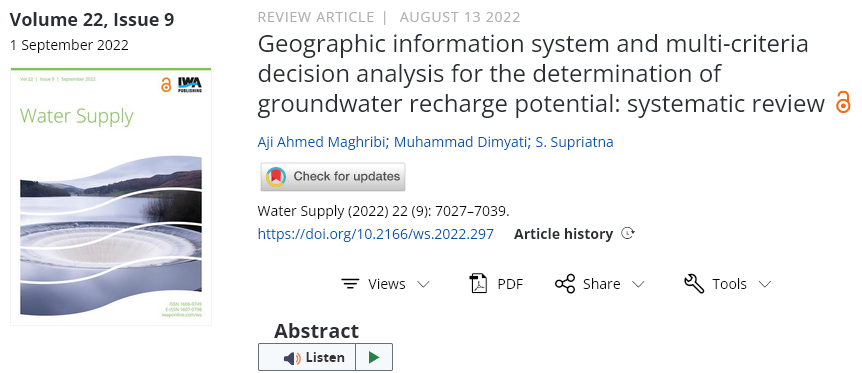 Volume 22, Issue 9
1 September 2022
Vol 22 | Issue 9 | September 2022
IWA
PUBLISHING
Water Supply
ISSN 1606-9749
E-ISSN 1607-0798
iwaponline.com/ws
REVIEW ARTICLE | AUGUST 13 2022
Geographic information system and multi-criteria
decision analysis for the determination of
groundwater recharge potential: systematic review
Aji Ahmed Maghribi; Muhammad Dimyati; S. Supriatna
Check for updates
Water Supply (2022) 22 (9): 7027–7039.
https://doi.org/10.2166/ws.2022.297 Article history
Views PDF Share Tools
Abstract
Listen